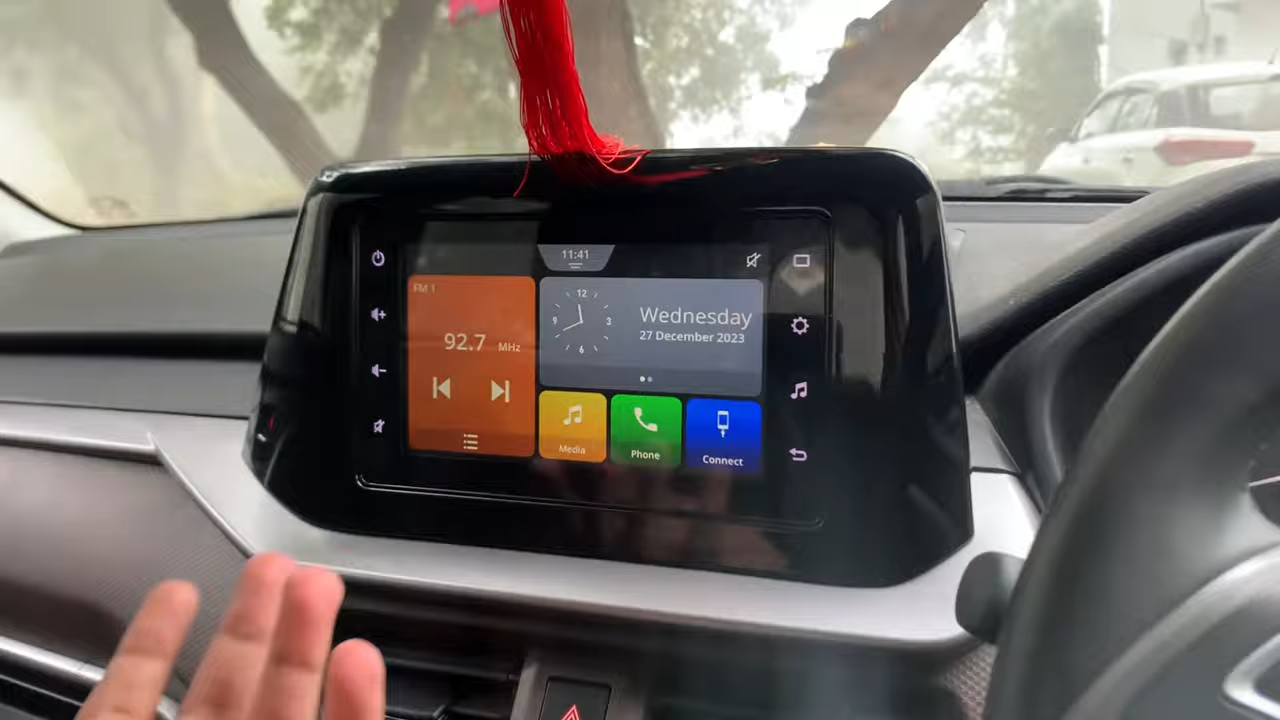 11:41
FM 1
92.7 MHz
12
9 3
6
Wednesday
27 December 2023
Media
Phone
Connect